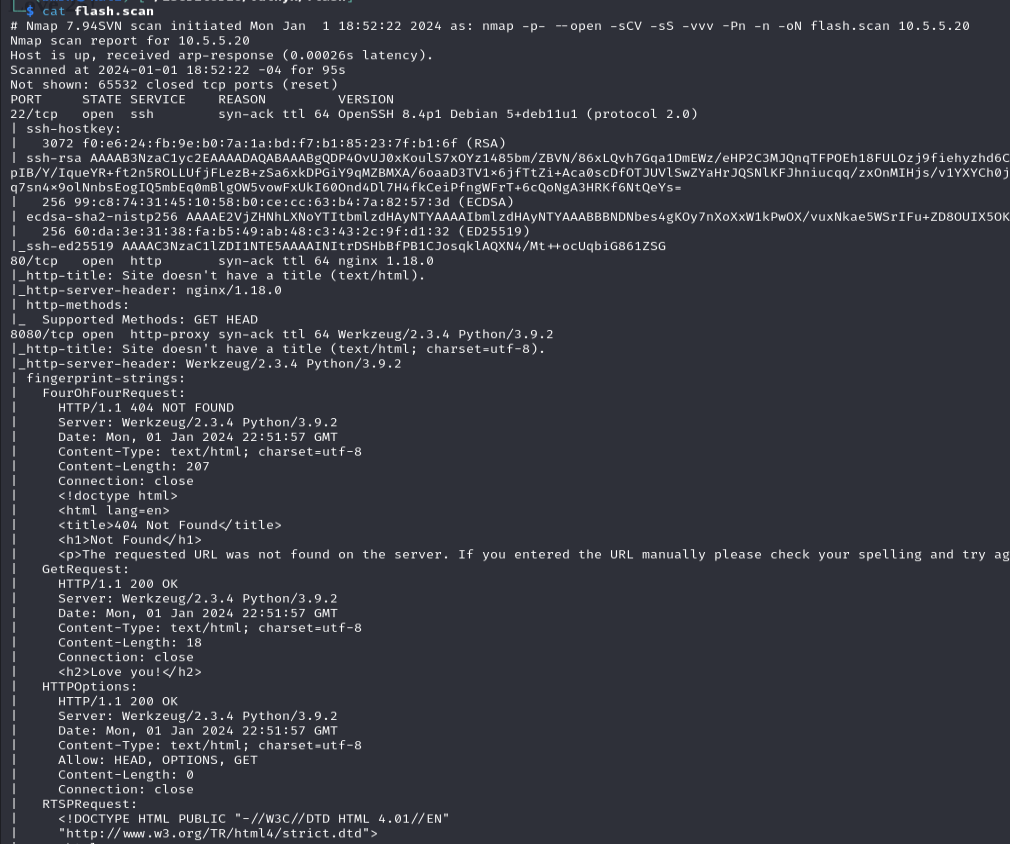 $ cat flash.scan
# Nmap 7.94SVN scan initiated Mon Jan  1 18:52:22 2024 as: nmap -p- --open -sCV -sS -vvv -Pn -n -oN flash.scan 10.5.5.20
Nmap scan report for 10.5.5.20
Host is up, received arp-response (0.00026s latency).
Scanned at 2024-01-01 18:52:22 -04 for 95s
Not shown: 65532 closed tcp ports (reset)
PORT     STATE SERVICE    REASON         VERSION
22/tcp   open  ssh        syn-ack ttl 64 OpenSSH 8.4p1 Debian 5+deb11u1 (protocol 2.0)
| ssh-hostkey:
|   3072 f0:e6:24:fb:9e:b0:7a:1a:bd:f7:b1:85:23:7f:b1:6f (RSA)
| ssh-rsa AAAAB3NzaC1yc2EAAAADAQABAAABgQDP4OvUJ0xKoulS7xOYz1485bm/ZBVN/86xLQvh7Gqa1DmEWz/eHP2C3MJQnqTFPOEh18FULOzj9fiehyzhd6C
pIB/Y/IqueYR+ft2n5ROLLUfjFLezB+zSa6xkDPGiY9qMZBMXA/6oaaD3TV1×6jfTtZi+Aca0scDfOTJUVlSwZYaHrJQSNlKFJhniucqq/zxOnMIHjs/v1YXYCh0j
q7sn4×9olNnbsEogIQ5mbEq0mBlgOW5vowFxUkI60Ond4Dl7H4fkCeiPfngWFrT+6cQoNgA3HRKf6NtQeYs=
|   256 99:c8:74:31:45:10:58:b0:ce:cc:63:b4:7a:82:57:3d (ECDSA)
| ecdsa-sha2-nistp256 AAAAE2VjZHNhLXNoYTItbmlzdHAyNTYAAAAIbmlzdHAyNTYAAABBBNDNbes4gKOy7nXoXxW1kPwOX/vuxNkae5WSrIFu+ZD8OUIX5OK
|   256 60:da:3e:31:38:fa:b5:49:ab:48:c3:43:2c:9f:d1:32 (ED25519)
|_ssh-ed25519 AAAAC3NzaC1lZDI1NTE5AAAAINItrDSHbBfPB1CJosqklAQXN4/Mt++ocUqbiG861ZSG
80/tcp   open  http       syn-ack ttl 64 nginx 1.18.0
|_http-title: Site doesn't have a title (text/html).
|_http-server-header: nginx/1.18.0
| http-methods:
|_  Supported Methods: GET HEAD
8080/tcp open  http-proxy syn-ack ttl 64 Werkzeug/2.3.4 Python/3.9.2
|_http-title: Site doesn't have a title (text/html; charset=utf-8).
|_http-server-header: Werkzeug/2.3.4 Python/3.9.2
| fingerprint-strings:
|   FourOhFourRequest:
|     HTTP/1.1 404 NOT FOUND
|     Server: Werkzeug/2.3.4 Python/3.9.2
|     Date: Mon, 01 Jan 2024 22:51:57 GMT
|     Content-Type: text/html; charset=utf-8
|     Content-Length: 207
|     Connection: close
|     <!doctype html>
|     <html lang=en>
|     <title>404 Not Found</title>
|     <h1>Not Found</h1>
|     <p>The requested URL was not found on the server. If you entered the URL manually please check your spelling and try ag
|   GetRequest:
|     HTTP/1.1 200 OK
|     Server: Werkzeug/2.3.4 Python/3.9.2
|     Date: Mon, 01 Jan 2024 22:51:57 GMT
|     Content-Type: text/html; charset=utf-8
|     Content-Length: 18
|     Connection: close
|     <h2>Love you!</h2>
|   HTTPOptions:
|     HTTP/1.1 200 OK
|     Server: Werkzeug/2.3.4 Python/3.9.2
|     Date: Mon, 01 Jan 2024 22:51:57 GMT
|     Content-Type: text/html; charset=utf-8
|     Allow: HEAD, OPTIONS, GET
|     Content-Length: 0
|     Connection: close
|   RTSPRequest:
|     <!DOCTYPE HTML PUBLIC "-//W3C//DTD HTML 4.01//EN"
|     "http://www.w3.org/TR/html4/strict.dtd">